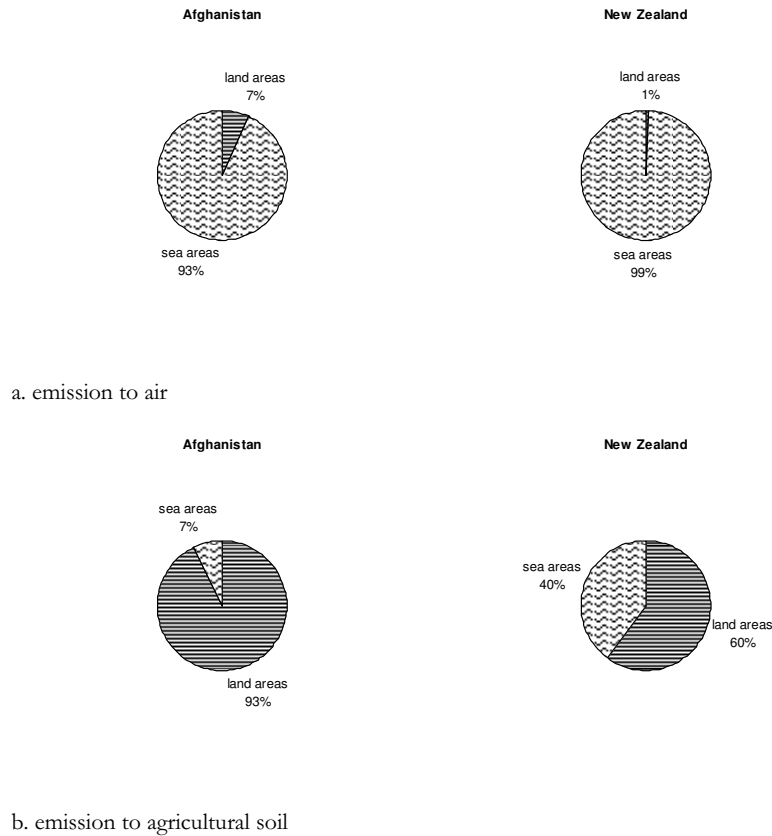 Afghanistan
New Zealand
land areas
7%
land areas
1%
sea areas
93%
sea areas
99%
a. emission to air
Afghanistan
New Zealand
sea areas
7%
sea areas
40%
land areas
60%
land areas
93%
b. emission to agricultural soil